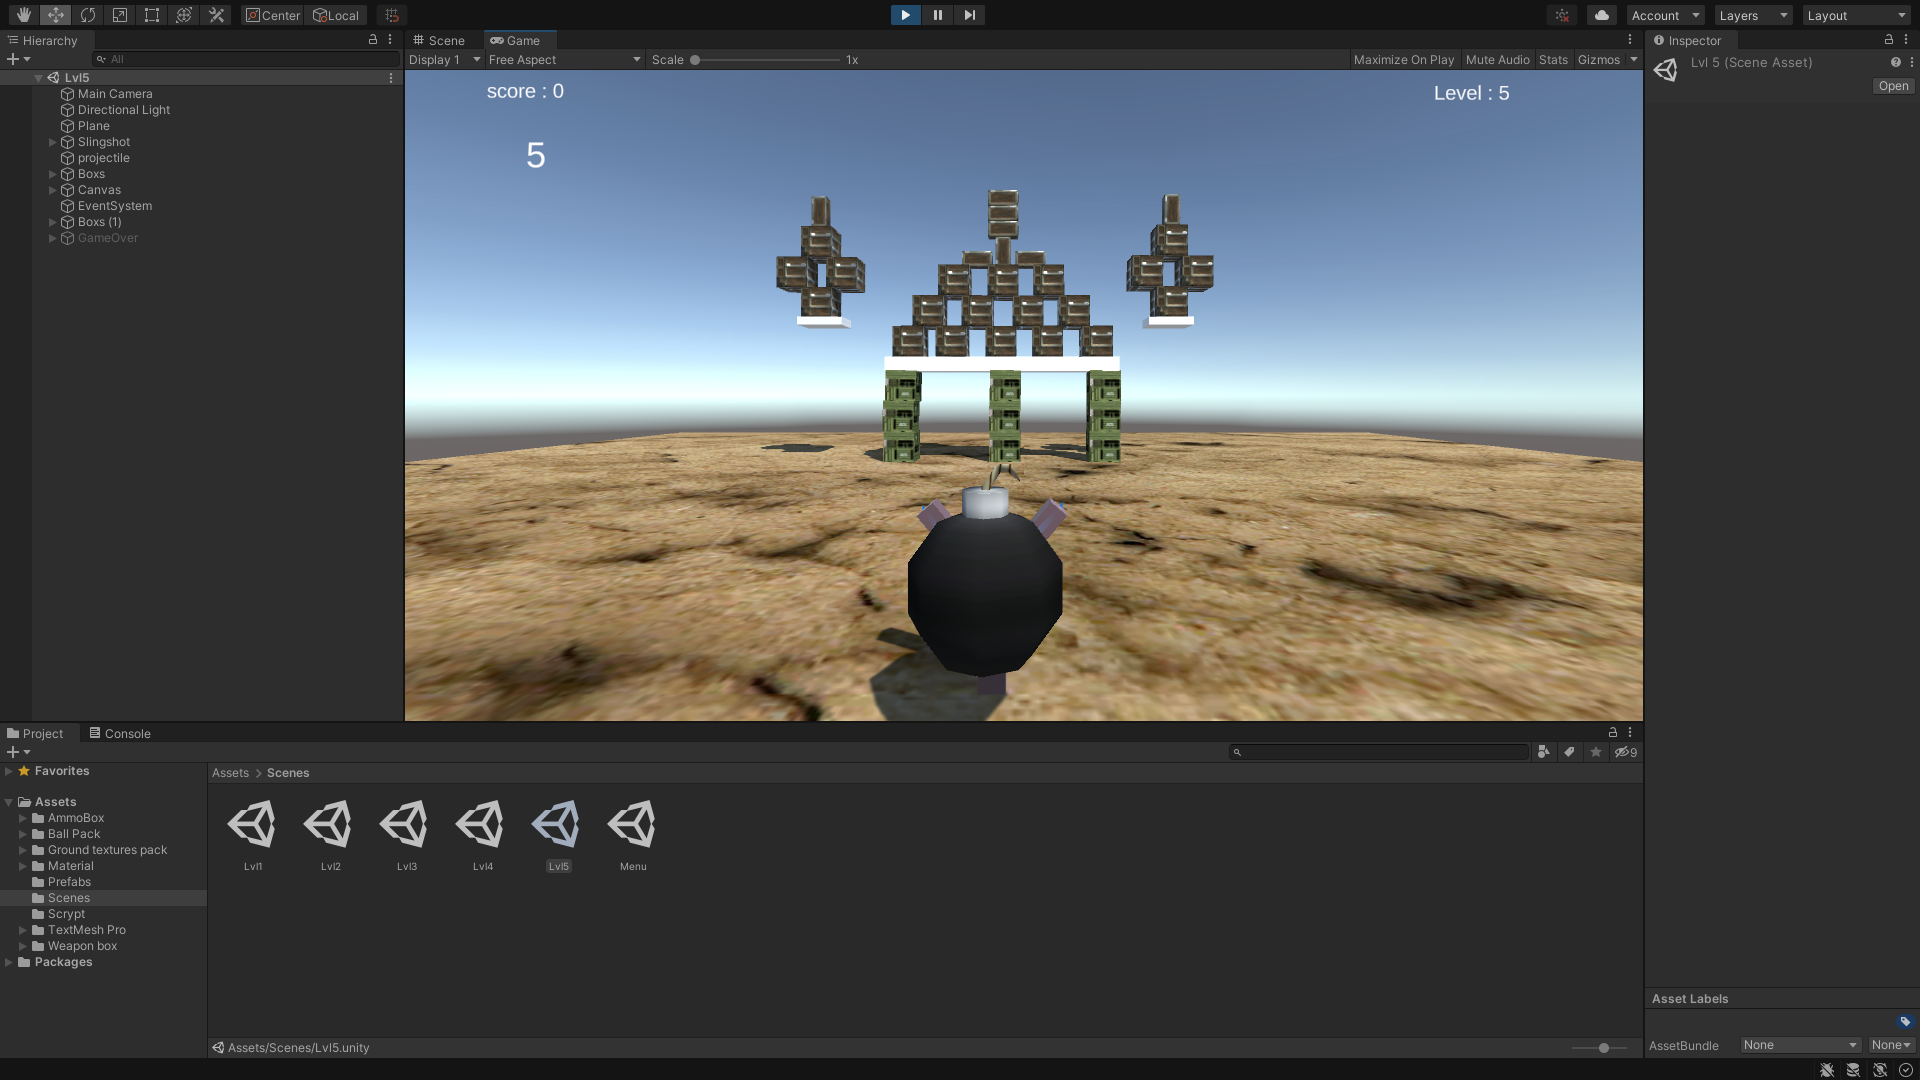 Center Local Account Layers Layout
Hierarchy
All
Lvl5
Main Camera
Directional Light
Plane
Slingshot
projectile
Boxs
Canvas
EventSystem
Boxs (1)
GameOver
Scene Game
Display 1 Free Aspect Scale 1x Maximize On Play Mute Audio Stats Gizmos
score : 0
Level : 5
5
Inspector
Lvl 5 (Scene Asset)
Open
Project Console
9
Favorites
Assets
AmmoBox
Ball Pack
Ground textures pack
Material
Prefabs
Scenes
Scrypt
TextMesh Pro
Weapon box
Packages
Assets > Scenes
Lvl1 Lvl2 Lvl3 Lvl4 Lvl5 Menu
Assets/Scenes/Lvl5.unity
Asset Labels
AssetBundle None None